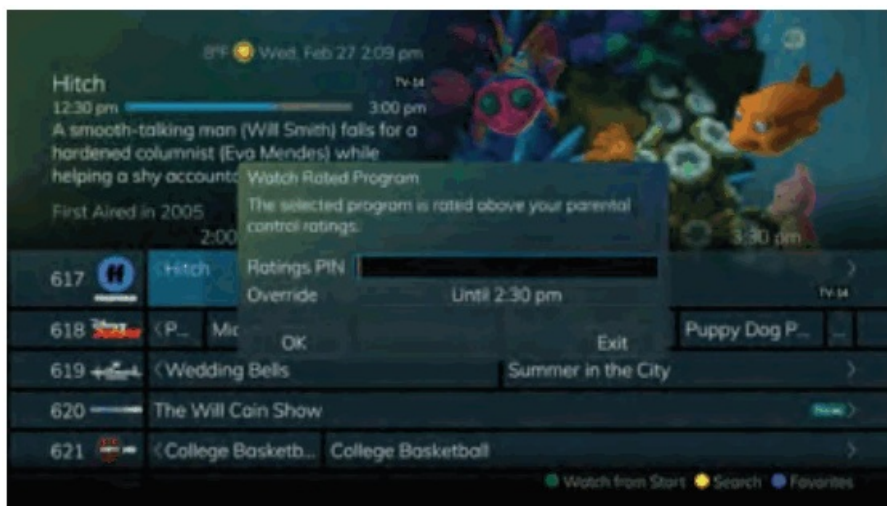 8°F Wed, Feb 27 2:09 pm
Hitch TV-14
12:30 pm 3:00 pm
A smooth-talking man (Will Smith) falls for a
hardened columnist (Eva Mendes) while
helping a shy accounta
First Aired in 2005
Watch Rated Program
The selected program is rated above your parental
control ratings.
Ratings PIN
Override Until 2:30 pm
OK Exit
2:00 3:30 pm
617 Hitch TV-14
618 P... Mic Puppy Dog P... ...
619 Wedding Bells Summer in the City
620 The Will Cain Show New
621 College Basketb... College Basketball
Watch from Start Search Favorites